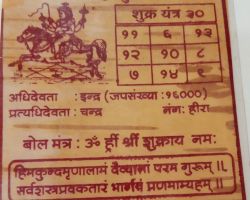 शुक्र यंत्र ३०
११ ६ १३
१२ १० ८
७ १४ ९
अधिदेवता : इन्द्र (जपसंख्या : १६०००)
प्रत्यधिदेवता : चन्द्र नंग: हीरा
बोल मंत्र : ॐ ह्रीं श्रीं शुक्राय नमः
हिमकुन्दमृणालामं दैत्यानां परमं गुरूम् ।
सर्वशास्त्रप्रवक्तारं भार्गवं प्रणमाम्यहम् ॥